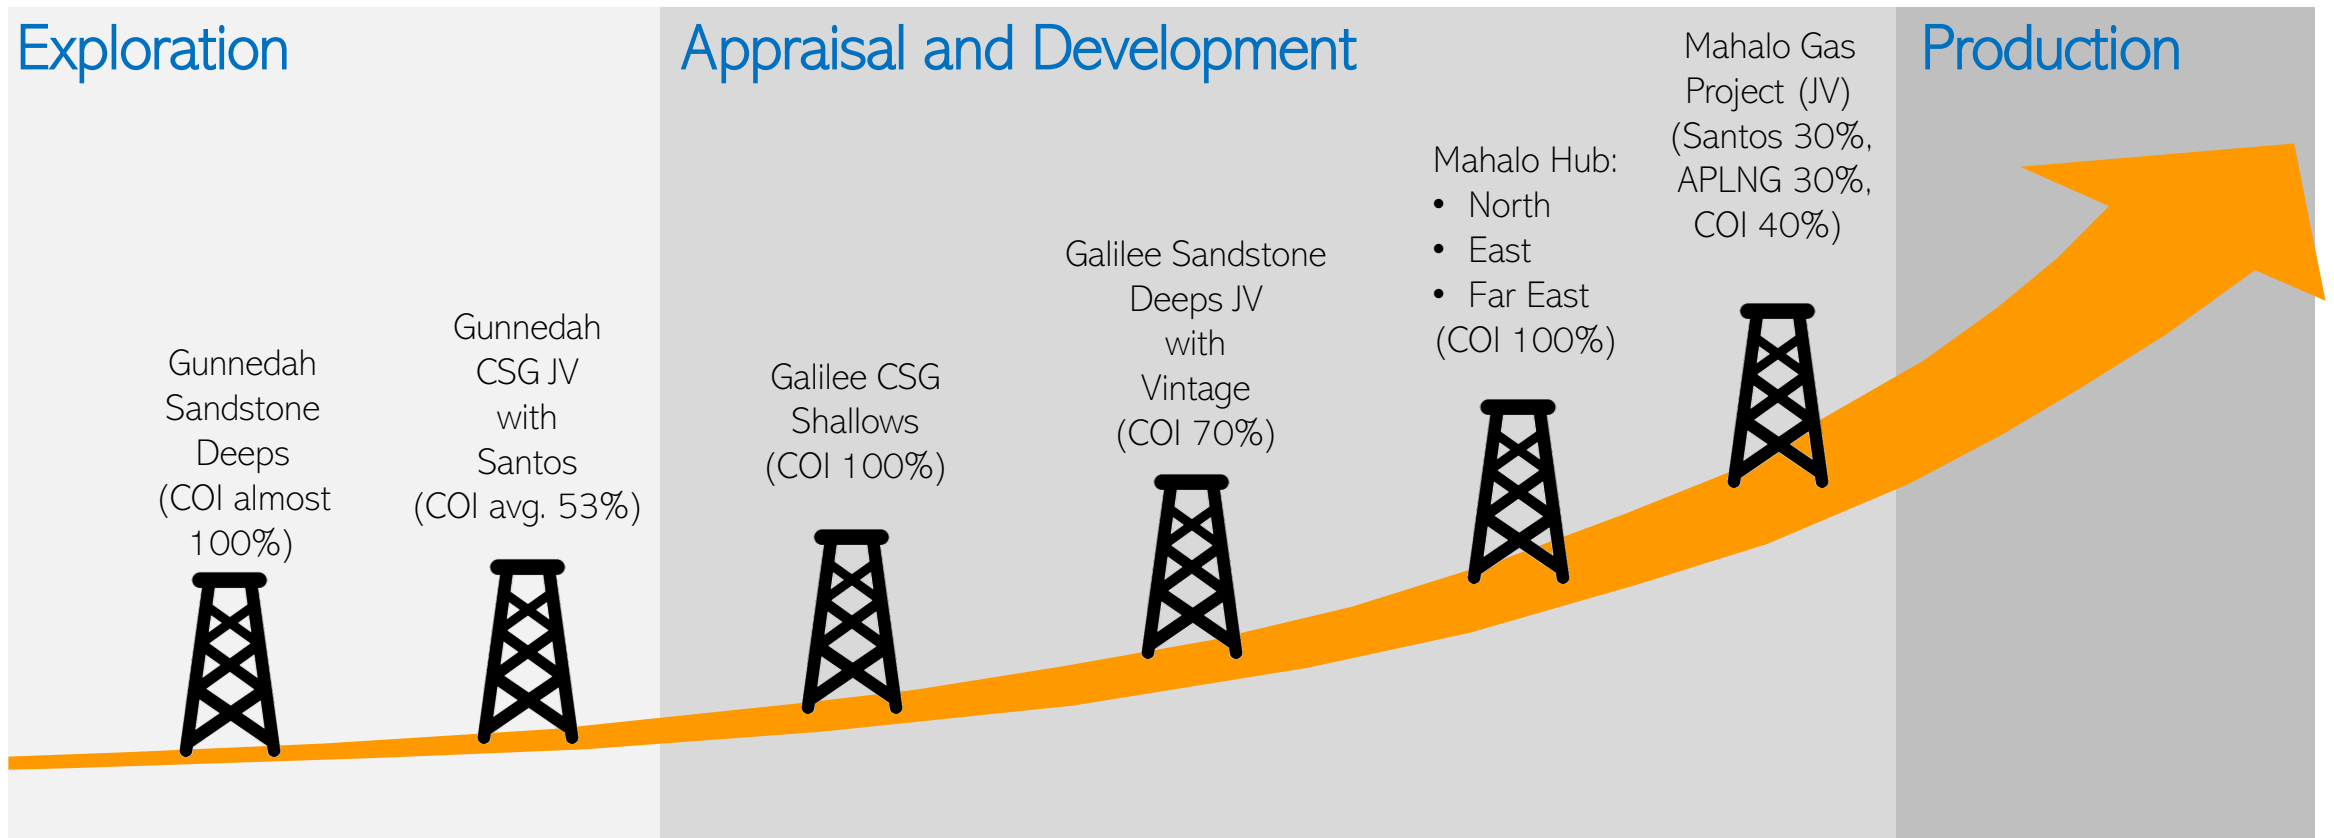 Exploration
Gunnedah
Sandstone
Deeps
(COI almost
100%)
Gunnedah
CSG JV
with
Santos
(COI avg. 53%)
Appraisal and Development
Galilee CSG
Shallows
(COI 100%)
Galilee Sandstone
Deeps JV
with
Vintage
(COI 70%)
Mahalo Hub:
• North
• East
• Far East
(COI 100%)
Mahalo Gas
Project (JV)
(Santos 30%,
APLNG 30%,
COI 40%)
Production